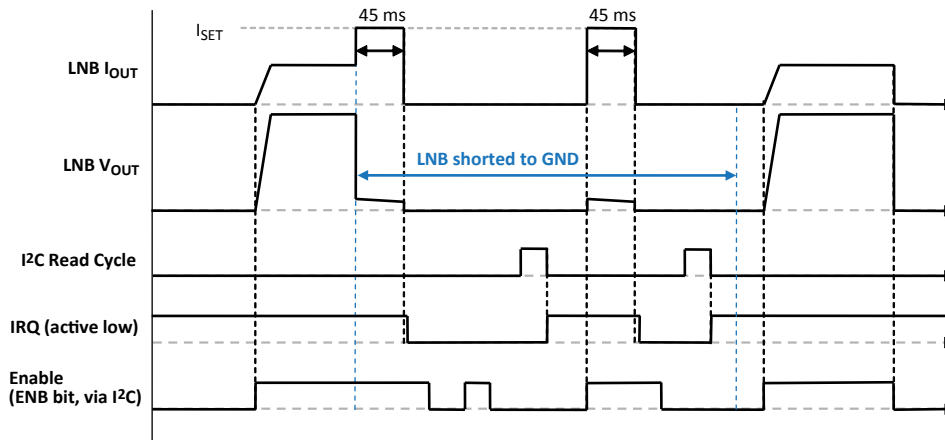 45 ms
45 ms
ISET
LNB IOUT
LNB VOUT
LNB shorted to GND
I2C Read Cycle
IRQ (active low)
Enable
(ENB bit, via I2C)